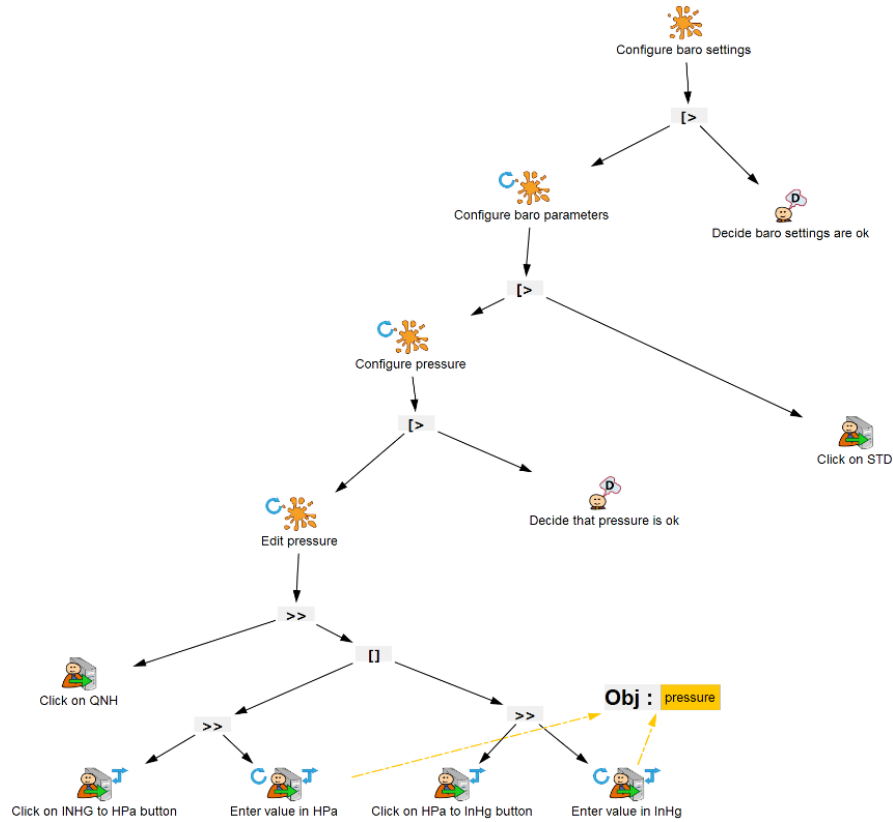 Configure baro settings
[>
Configure baro parameters
D
Decide baro settings are ok
[>
Configure pressure
[>
Click on STD
Edit pressure
D
Decide that pressure is ok
>>
[]
Click on QNH
Obj : pressure
>>
>>
Click on INHG to HPa button
Enter value in HPa
Click on HPa to InHg button
Enter value in InHg